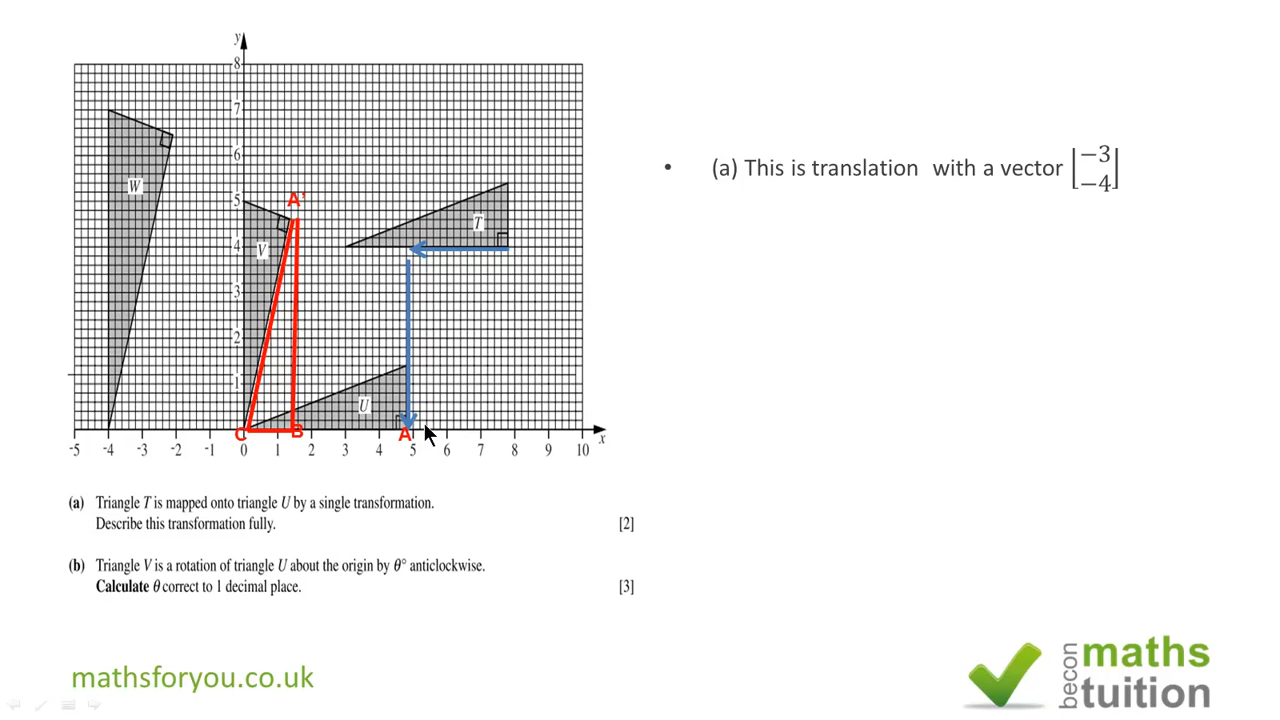 y
8
7
6
5
4
3
2
1
W
V
T
U
A'
C
B
A
x
-5 -4 -3 -2 -1 0 1 2 3 4 5 6 7 8 9 10
• (a) This is translation with a vector [−3
−4]
(a) Triangle T is mapped onto triangle U by a single transformation.
Describe this transformation fully. [2]
(b) Triangle V is a rotation of triangle U about the origin by θ° anticlockwise.
Calculate θ correct to 1 decimal place. [3]
mathsforyou.co.uk
becon
maths
tuition